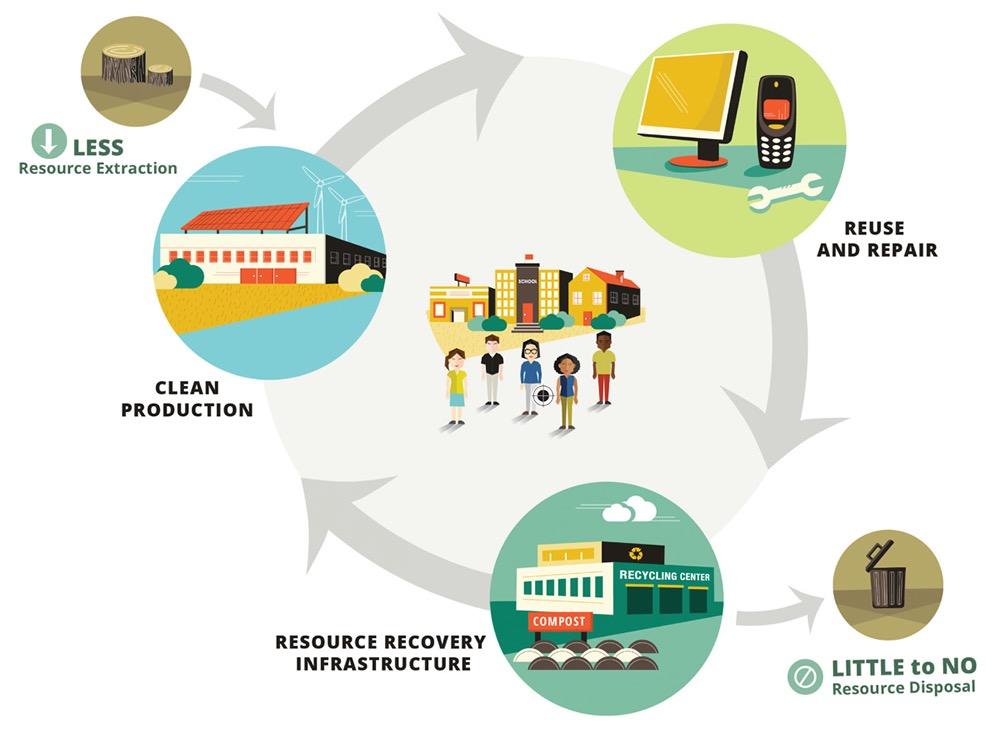 LESS
Resource Extraction
REUSE
AND REPAIR
SCHOOL
CLEAN
PRODUCTION
RECYCLING CENTER
COMPOST
RESOURCE RECOVERY
INFRASTRUCTURE
LITTLE to NO
Resource Disposal